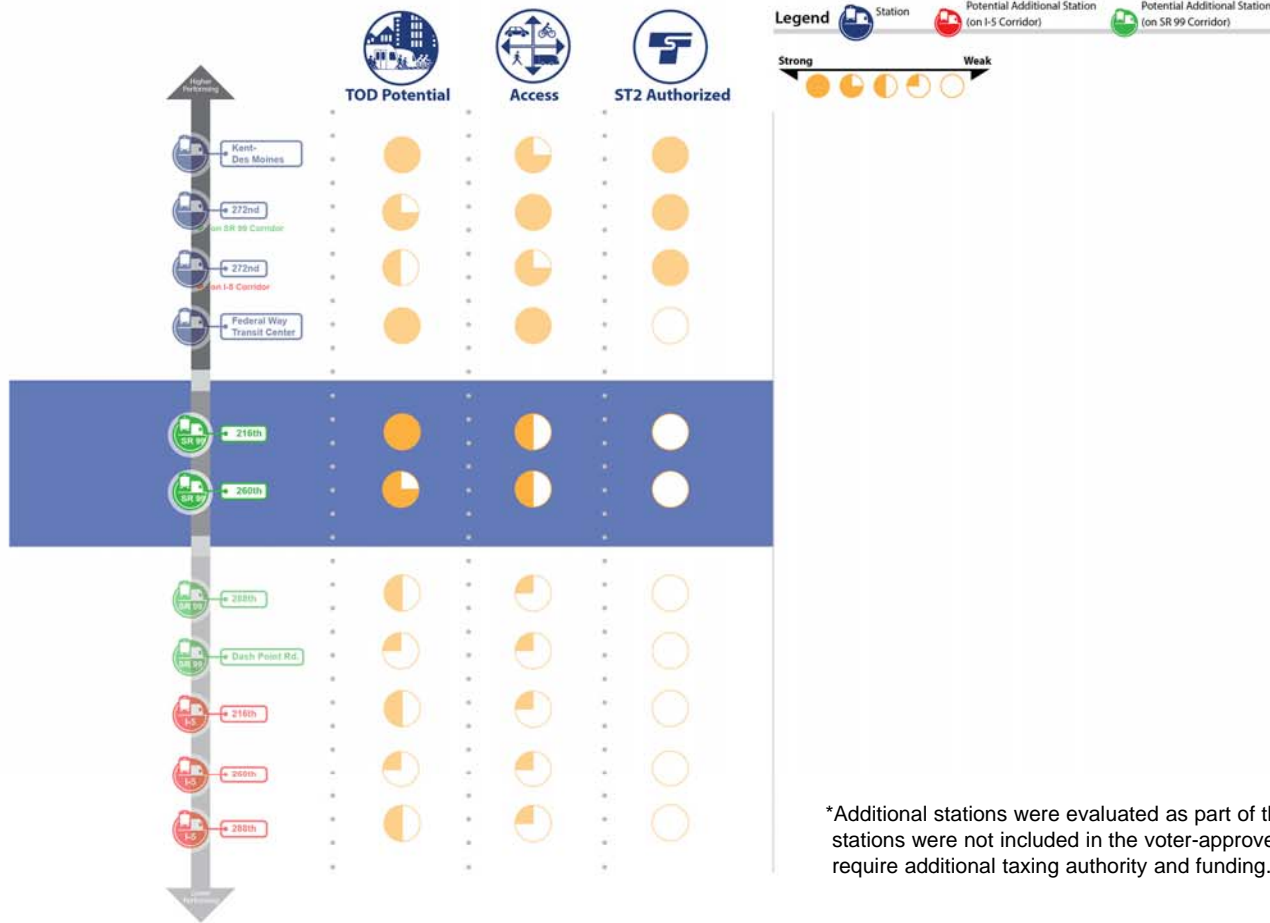 Legend
Station
Potential Additional Station
(on I-5 Corridor)
Potential Additional Station
(on SR 99 Corridor)
Strong
Weak
TOD Potential
Access
ST2 Authorized
Higher
Performing
Kent-
Des Moines
272nd
on SR 99 Corridor
272nd
on I-5 Corridor
Federal Way
Transit Center
SR 99
216th
SR 99
260th
SR 99
288th
SR 99
Dash Point Rd.
I-5
216th
I-5
260th
I-5
288th
Lower
Performing
*Additional stations were evaluated as part of
stations were not included in the
require additional taxing authority and funding.